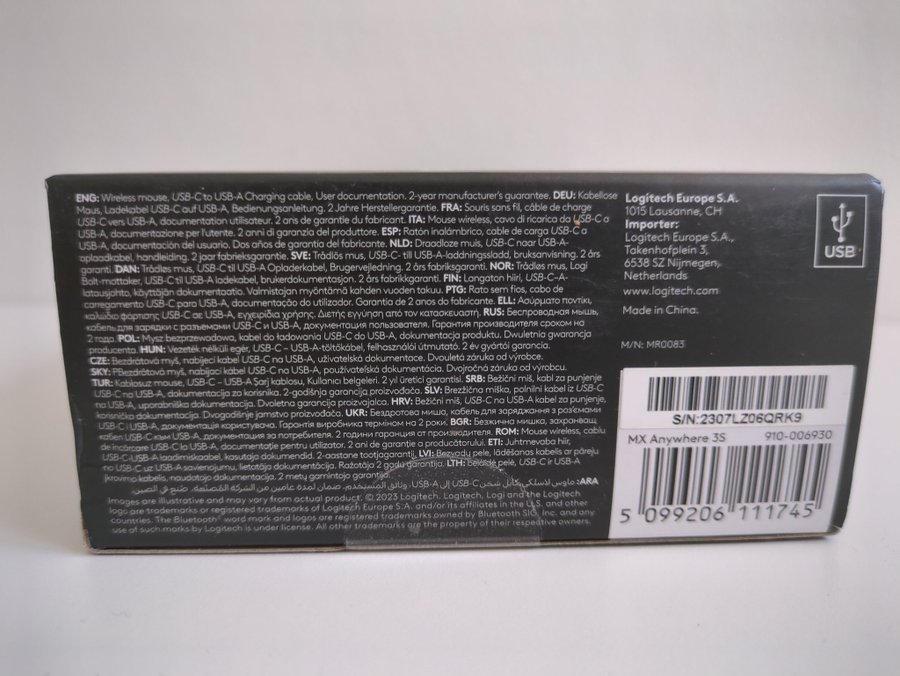 ENG: Wireless mouse, USB-C to USB-A Charging cable, User documentation. 2-year manufacturer's guarantee. DEU: Kabellose
Maus, Ladekabel USB-C auf USB-A, Bedienungsanleitung. 2 Jahre Herstellergarantie. FRA: Souris sans fil, câble de charge
USB-C vers USB-A, documentation utilisateur. 2 ans de garantie du fabricant. ITA: Mouse wireless, cavo di ricarica da USB-C a
USB-A, documentazione per l'utente. 2 anni di garanzia del produttore. ESP: Ratón inalámbrico, cable de carga USB-C a
USB-A, documentación del usuario. Dos años de garantía del fabricante. NLD: Draadloze muis, USB-C naar USB-A-
oplaadkabel, handleiding. 2 jaar fabrieksgarantie. SVE: Trådlös mus, USB-C- till USB-A-laddningssladd, bruksanvisning. 2 års
garanti. DAN: Trådløs mus, USB-C til USB-A Opladerkabel, Brugervejledning. 2 års fabriksgaranti. NOR: Trådløs mus, Logi
Bolt-mottaker, USB-C til USB-A ladekabel, brukerdokumentasjon. 2 års fabrikkgaranti. FIN: Langaton hiiri, USB-C-A-
latausjohto, käyttäjän dokumentaatio. Valmistajan myöntämä kahden vuoden takuu. PTG: Rato sem fios, cabo de
carregamento USB-C para USB-A, documentação do utilizador. Garantia de 2 anos do fabricante. ELL: Ασύρματο ποντίκι,
καλώδιο φόρτισης USB-C σε USB-A, εγχειρίδια χρήσης. Διετής εγγύηση από τον κατασκευαστή. RUS: Беспроводная мышь,
кабель для зарядки с разъемами USB-C и USB-A, документация пользователя. Гарантия производителя сроком на
2 года. POL: Mysz bezprzewodowa, kabel do ładowania USB-C do USB-A, dokumentacja produktu. Dwuletnia gwarancja
producenta. HUN: Vezeték nélküli egér, USB-C – USB-A-töltőkábel, felhasználói útmutató. 2 év gyártói garancia.
CZE: Bezdrátová myš, nabíjecí kabel USB-C na USB-A, uživatelská dokumentace. Dvouletá záruka od výrobce.
SKY: PBezdrôtová myš, nabíjací kábel USB-C na USB-A, používateľská dokumentácia. Dvojročná záruka od výrobcu.
TUR: Kablosuz mouse, USB-C – USB-A Şarj kablosu, Kullanıcı belgeleri. 2 yıl üretici garantisi. SRB: Bežični miš, kabl za punjenje
USB-C na USB-A, dokumentacija za korisnika. 2-godišnja garancija proizvođača. SLV: Brezžična miška, polnilni kabel iz USB-C
na USB-A, uporabniška dokumentacija. Dvoletna garancija proizvajalca. HRV: Bežični miš, USB-C na USB-A kabel za punjenje,
korisnička dokumentacija. Dvogodišnje jamstvo proizvođača. UKR: Бездротова миша, кабель для заряджання з роз'ємами
USB-C і USB-A, документація користувача. Гарантія виробника терміном на 2 роки. BGR: Безжична мишка, захранващ
кабел USB-C към USB-A, документация за потребителя. 2 години гаранция от производителя. ROM: Mouse wireless, cablu
de încărcare USB-C la USB-A, documentație pentru utilizator. 2 ani de garanție a producătorului. ETI: Juhtmevaba hiir,
USB-C-USB-A laadimiskaabel, kasutaja dokumendid. 2-aastane tootjagarantii. LVI: Bezvadu pele, lādēšanas kabelis ar pāreju
no USB-C uz USB-A savienojumu, lietotāja dokumentācija. Ražotāja 2 gadu garantija. LTH: belaidė pelė, USB-C ir USB-A
įkrovimo kabelis, naudotojo dokumentacija. 2 metų gamintojo garantija.
ARA: ماوس لاسلكي وكابل شحن USB-C إلى USB-A، وثائق المستخدم. ضمان لمدة عامين من الشركة المصنعة. صنع في الصين.
Images are illustrative and may vary from actual product. © 2023 Logitech. Logitech, Logi and the Logitech
logo are trademarks or registered trademarks of Logitech Europe S.A. and/or its affiliates in the U.S. and other
countries. The Bluetooth® word mark and logos are registered trademarks owned by Bluetooth SIG, Inc. and any
use of such marks by Logitech is under license. All other trademarks are the property of their respective owners.
Logitech Europe S.A.
1015 Lausanne, CH
Importer:
Logitech Europe S.A.,
Takenhofplein 3,
6538 SZ Nijmegen,
Netherlands
www.logitech.com
Made in China.
M/N: MR0083
USB
S/N:2307LZ06QRK9
MX Anywhere 3S 910-006930
5 099206 111745